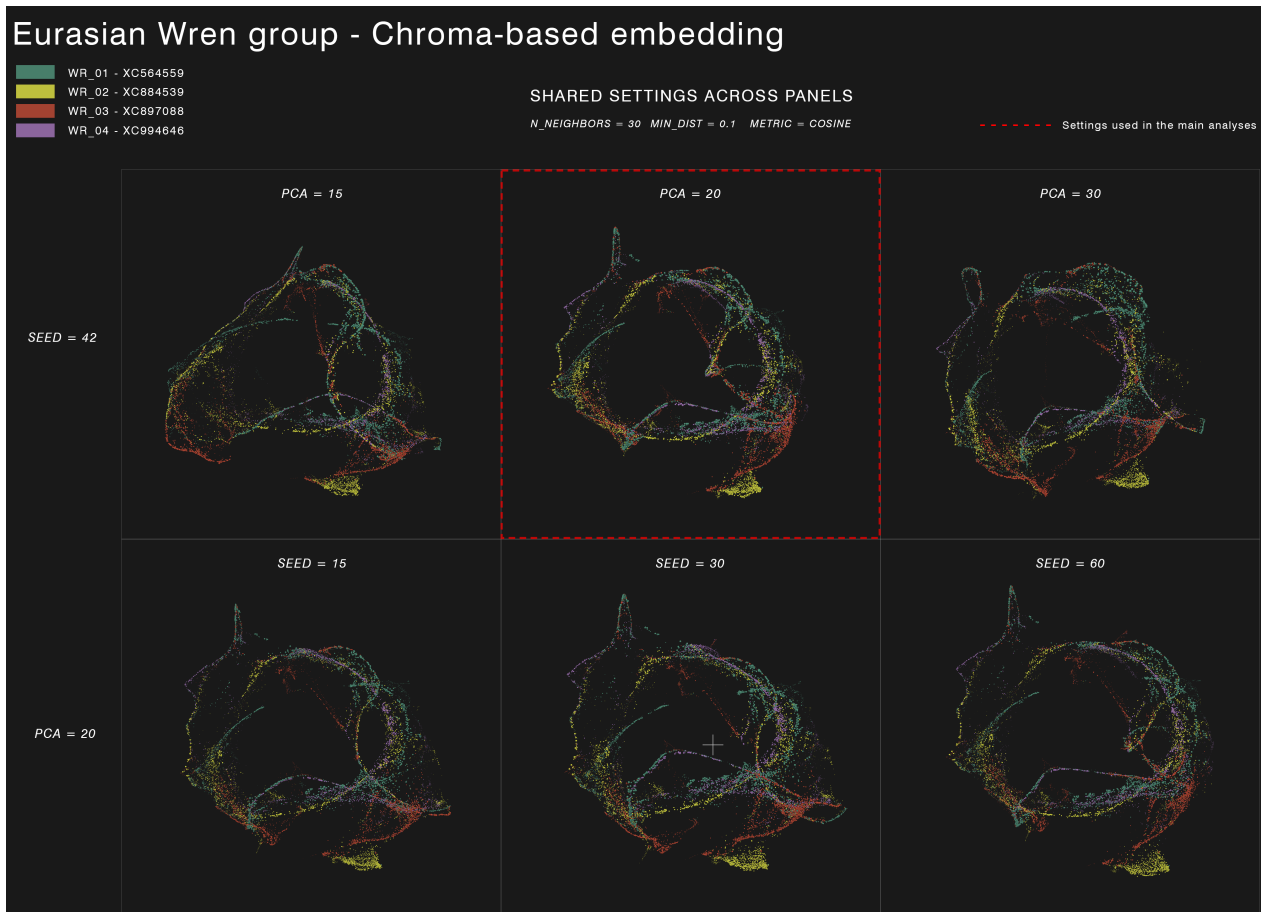 Eurasian Wren group - Chroma-based embedding
WR_01 - XC564559
WR_02 - XC884539
WR_03 - XC897088
WR_04 - XC994646
SHARED SETTINGS ACROSS PANELS
N_NEIGHBORS = 30 MIN_DIST = 0.1 METRIC = COSINE
Settings used in the main analyses
PCA = 15
PCA = 20
PCA = 30
SEED = 42
SEED = 15
SEED = 30
SEED = 60
PCA = 20